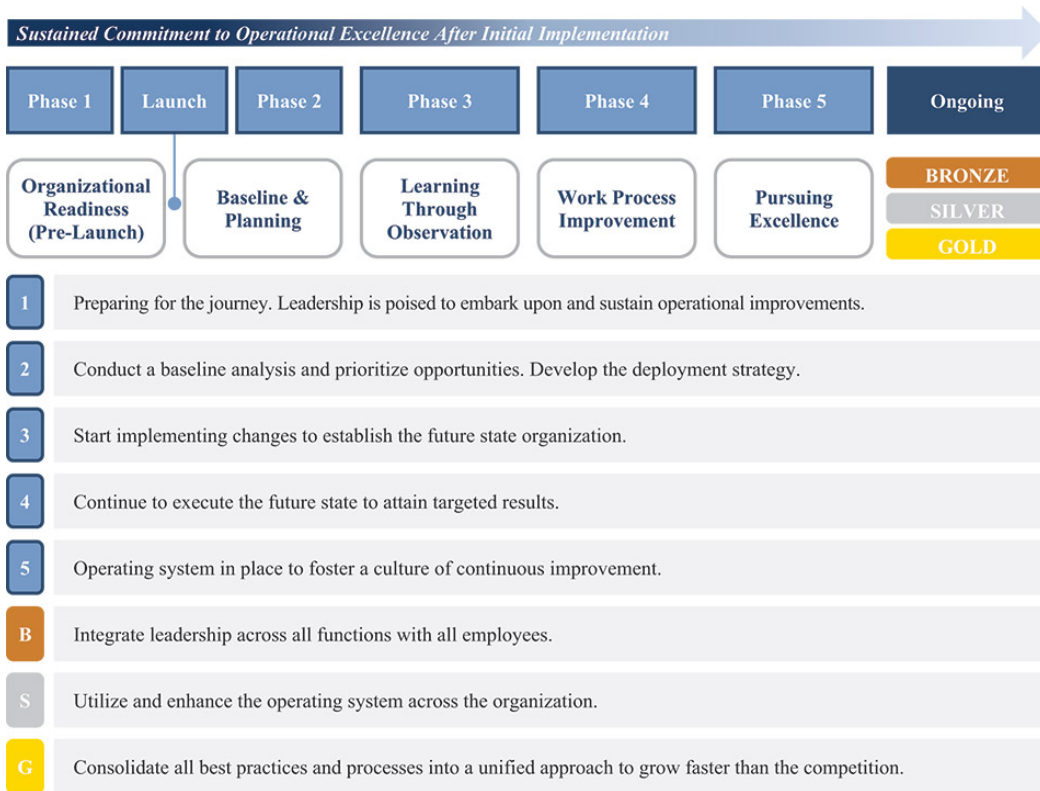 Sustained Commitment to Operational Excellence After Initial Implementation
Phase 1
Launch
Phase 2
Phase 3
Phase 4
Phase 5
Ongoing
Organizational
Readiness
(Pre-Launch)
Baseline &
Planning
Learning
Through
Observation
Work Process
Improvement
Pursuing
Excellence
BRONZE
SILVER
GOLD
1
Preparing for the journey. Leadership is poised to embark upon and sustain operational improvements.
2
Conduct a baseline analysis and prioritize opportunities. Develop the deployment strategy.
3
Start implementing changes to establish the future state organization.
4
Continue to execute the future state to attain targeted results.
5
Operating system in place to foster a culture of continuous improvement.
B
Integrate leadership across all functions with all employees.
S
Utilize and enhance the operating system across the organization.
G
Consolidate all best practices and processes into a unified approach to grow faster than the competition.